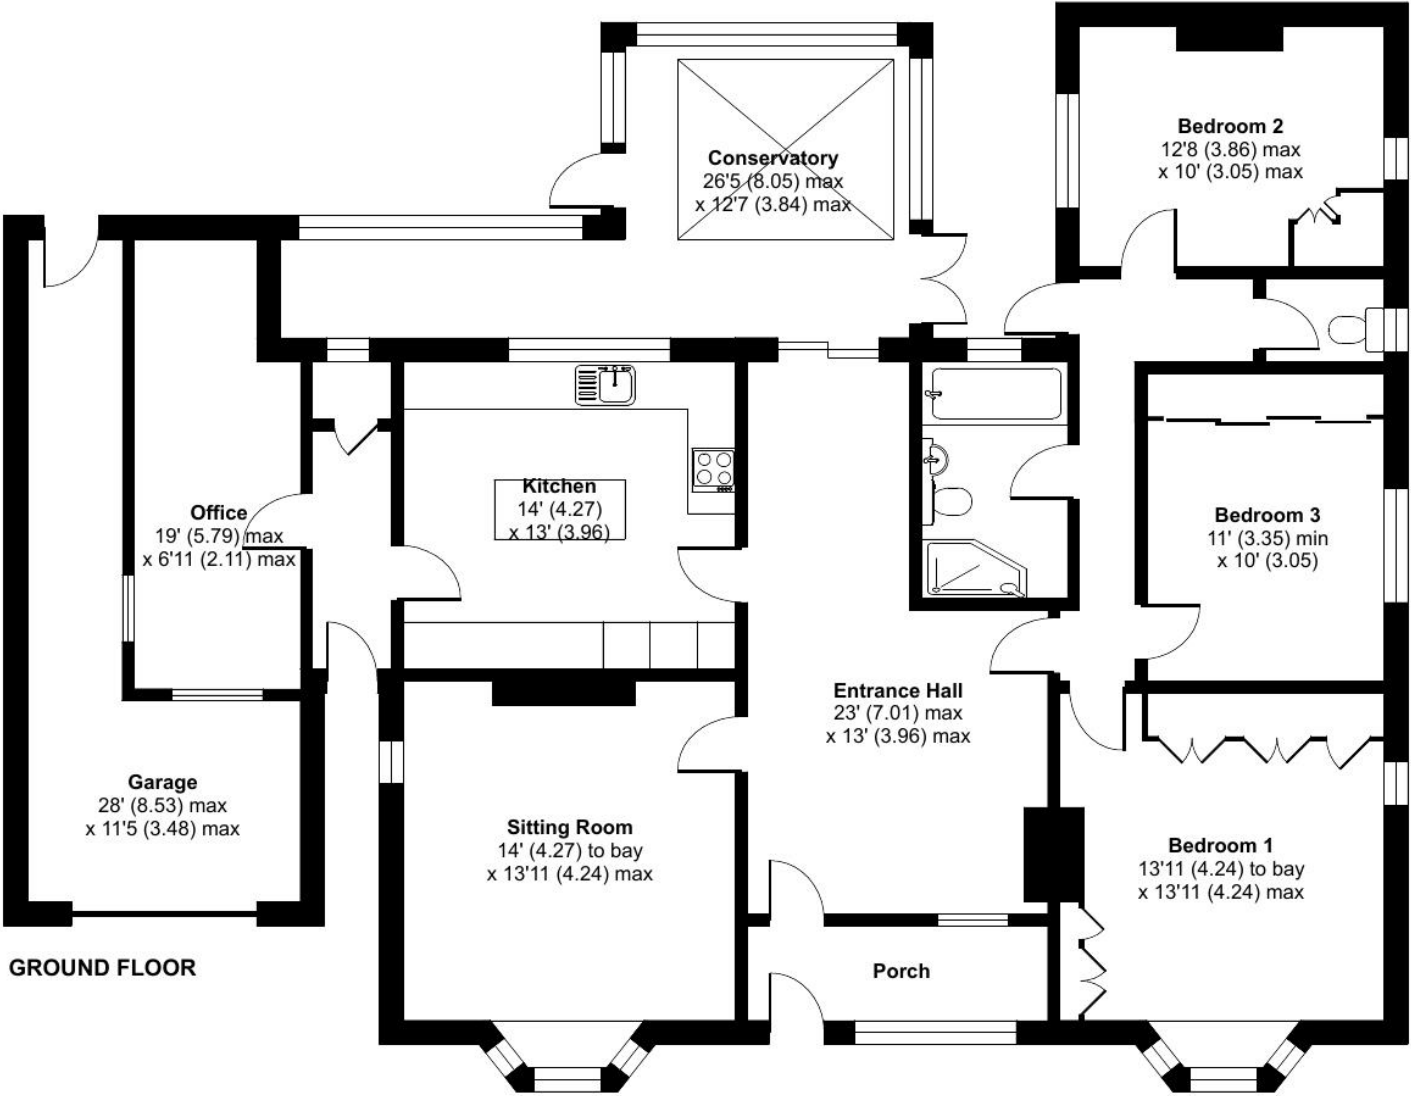 Bedroom 2
12'8 (3.86) max
x 10' (3.05) max
Conservatory
26'5 (8.05) max
x 12'7 (3.84) max
Kitchen
14' (4.27)
x 13' (3.96)
Office
19' (5.79) max
x 6'11 (2.11) max
Bedroom 3
11' (3.35) min
x 10' (3.05)
Entrance Hall
23' (7.01) max
x 13' (3.96) max
Garage
28' (8.53) max
x 11'5 (3.48) max
Sitting Room
14' (4.27) to bay
x 13'11 (4.24) max
Bedroom 1
13'11 (4.24) to bay
x 13'11 (4.24) max
Porch
GROUND FLOOR